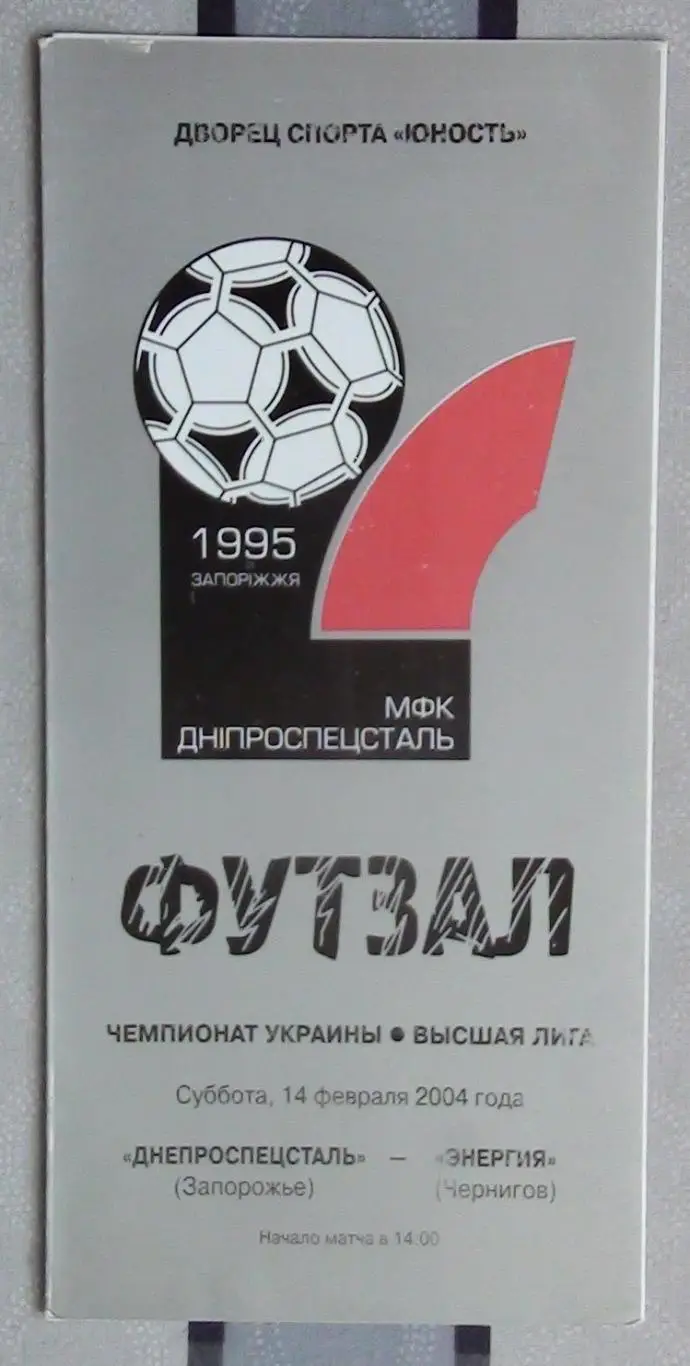 ДВОРЕЦ СПОРТА «ЮНОСТЬ»
1995
ЗАПОРІЖЖЯ
МФК
ДНІПРОСПЕЦСТАЛЬ
ФУТЗАЛ
ЧЕМПИОНАТ УКРАИНЫ ● ВЫСШАЯ ЛИГА
Суббота, 14 февраля 2004 года
«ДНЕПРОСПЕЦСТАЛЬ» — «ЭНЕРГИЯ»
(Запорожье) (Чернигов)
Начало матча в 14.00